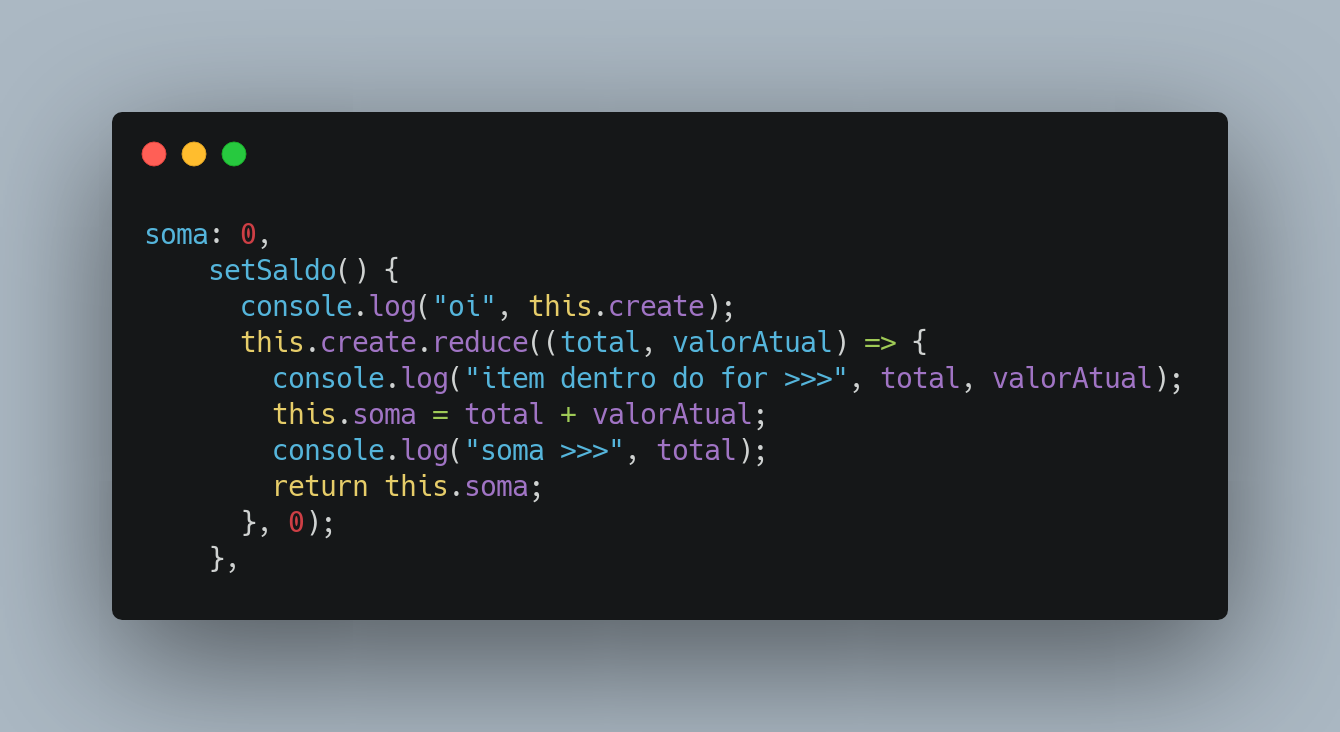 soma: 0,
    setSaldo() {
      console.log("oi", this.create);
      this.create.reduce((total, valorAtual) => {
        console.log("item dentro do for >>>", total, valorAtual);
        this.soma = total + valorAtual;
        console.log("soma >>>", total);
        return this.soma;
      }, 0);
    },